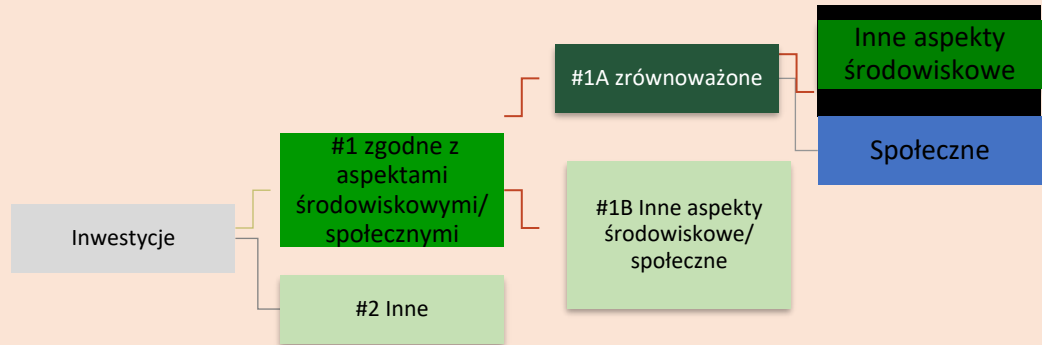 Inwestycje
#1 zgodne z
aspektami
środowiskowymi/
społecznymi
#2 Inne
#1A zrównoważone
#1B Inne aspekty
środowiskowe/
społeczne
Inne aspekty
środowiskowe
Społeczne